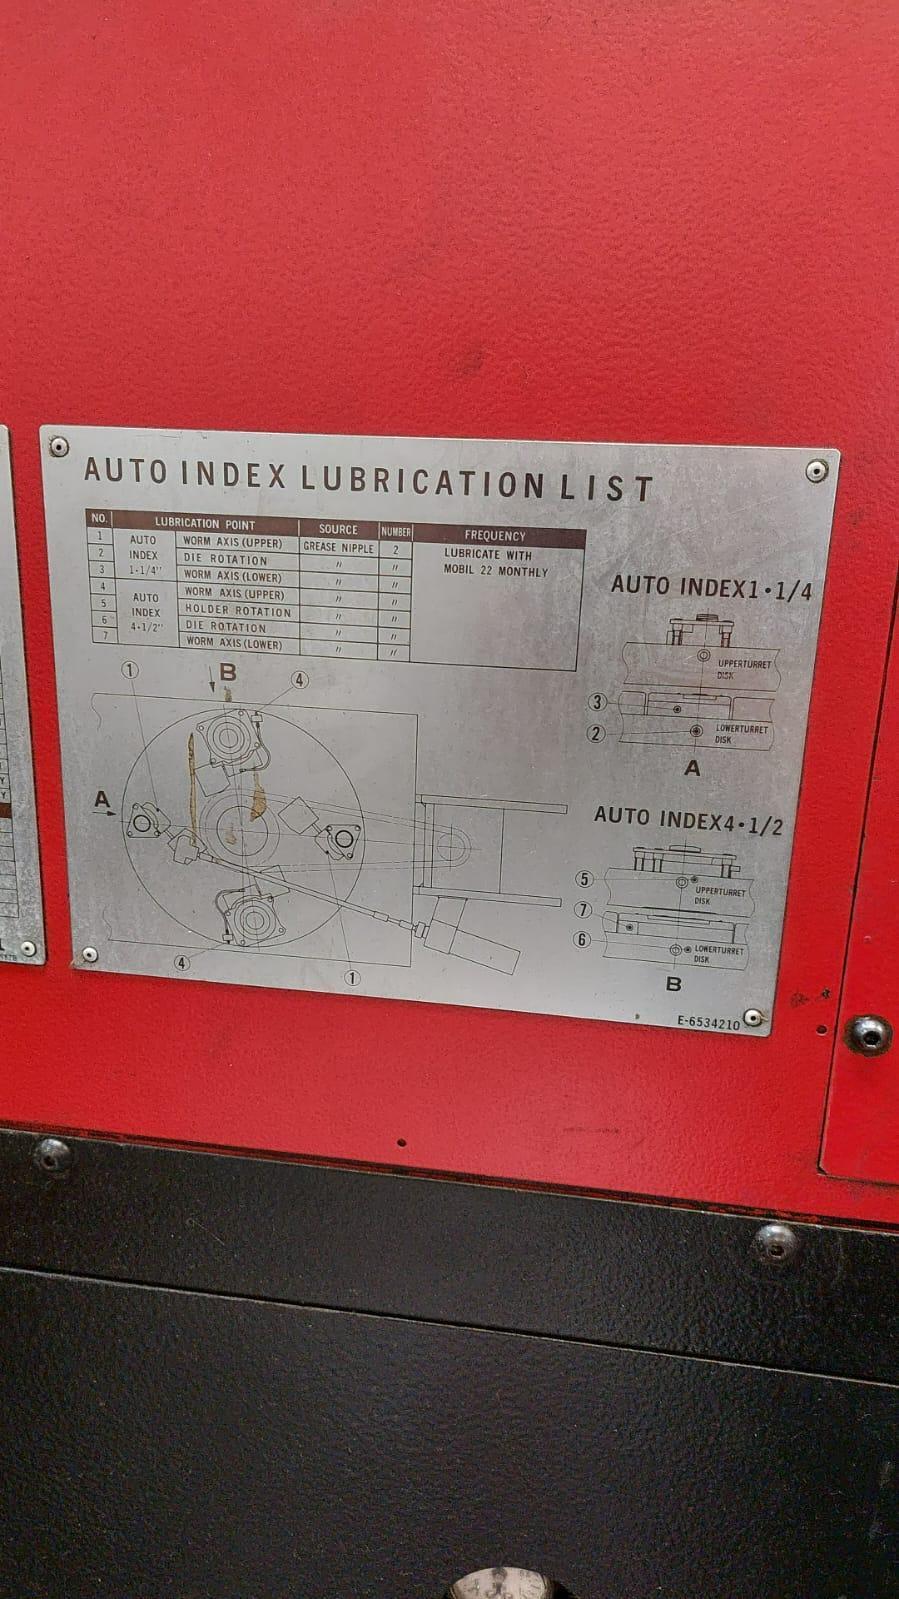 AUTO INDEX LUBRICATION LIST
NO. LUBRICATION POINT SOURCE NUMBER FREQUENCY
1 AUTO INDEX 1·1/4" WORM AXIS (UPPER) GREASE NIPPLE 2 LUBRICATE WITH MOBIL 22 MONTHLY
2 DIE ROTATION " "
3 WORM AXIS (LOWER) " "
4 AUTO INDEX 4·1/2" WORM AXIS (UPPER) " "
5 HOLDER ROTATION " "
6 DIE ROTATION " "
7 WORM AXIS (LOWER) " "
1
B
4
A
4
1
AUTO INDEX1·1/4
UPPERTURRET
DISK
3
2
LOWERTURRET
DISK
A
AUTO INDEX4·1/2
5
UPPERTURRET
DISK
7
6
LOWERTURRET
DISK
B
E-6534210
Y
Y
1